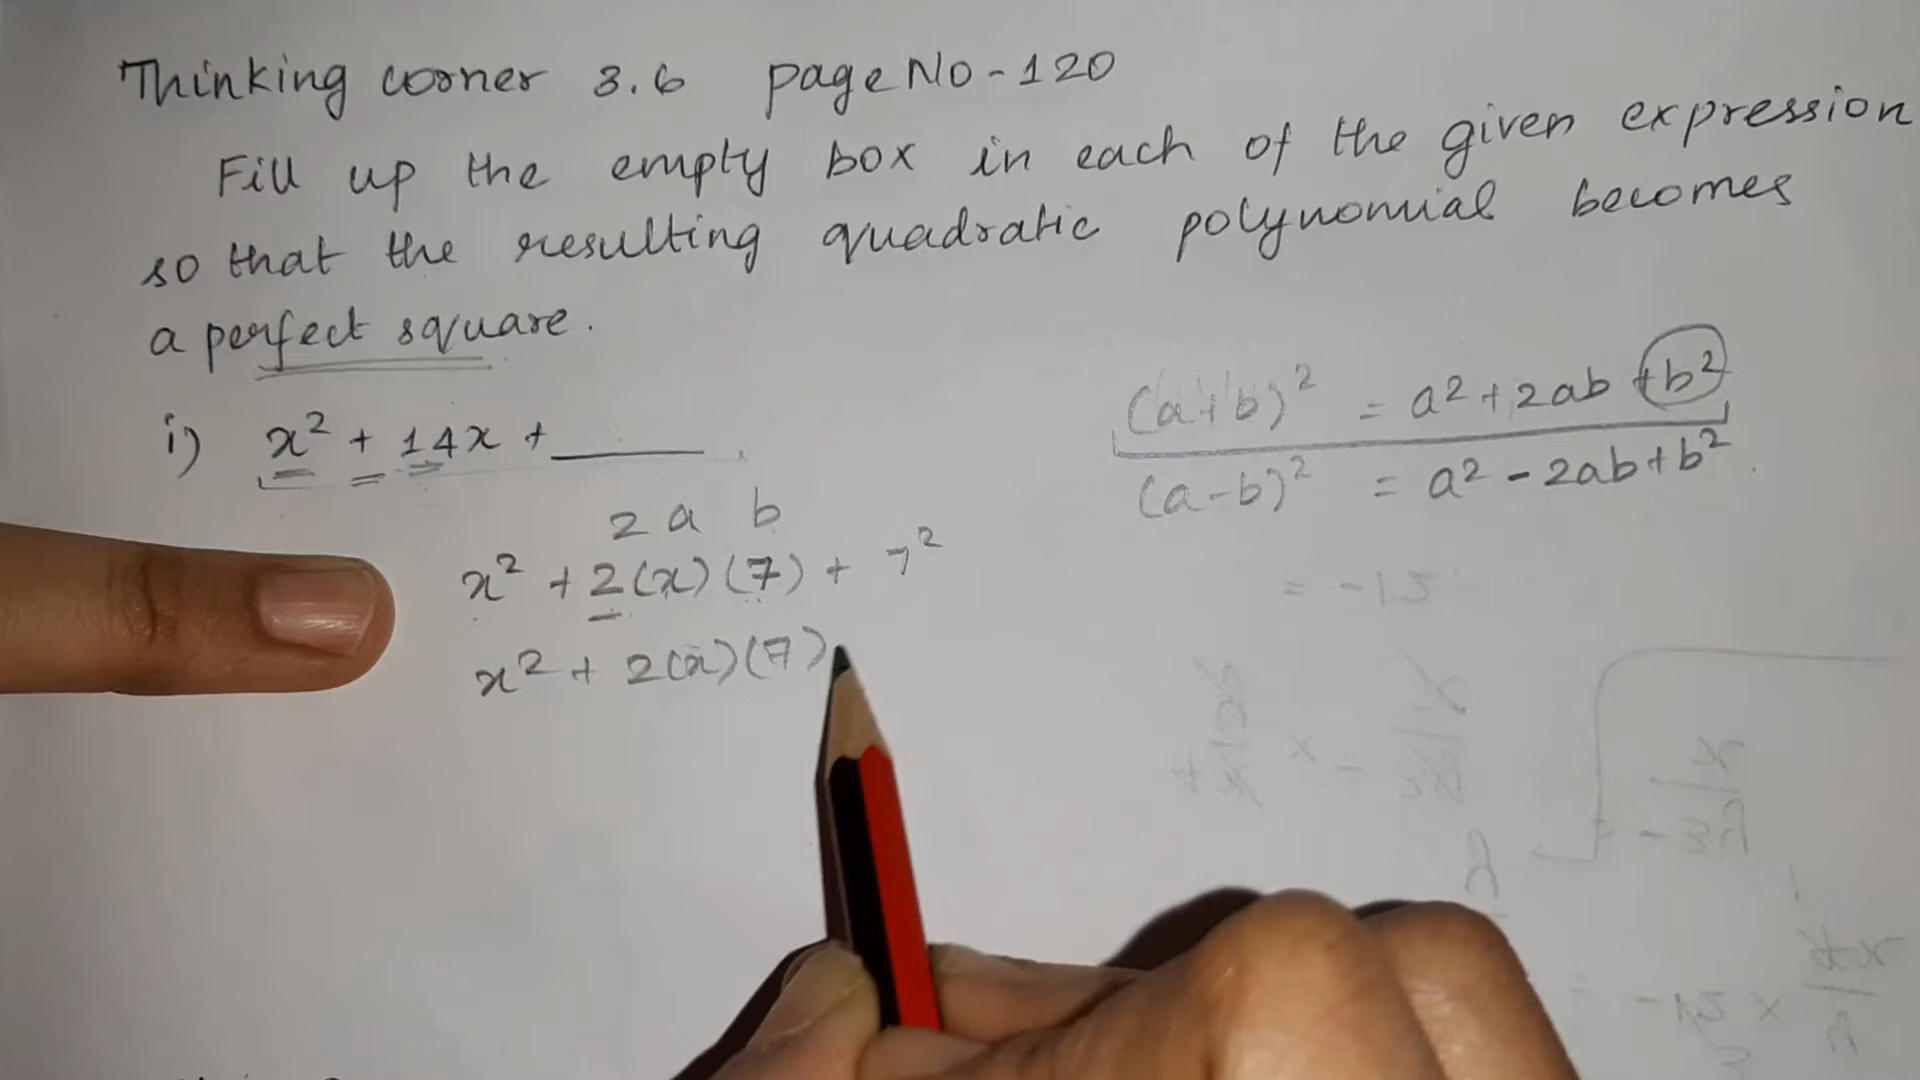 Thinking corner 3.6 page No - 120
Fill up the empty box in each of the given expression
so that the resulting quadratic polynomial becomes
a perfect square.
i) x² + 14x + ______ .
(a+b)² = a² + 2ab + b²
(a-b)² = a² - 2ab + b²
2 a b
x² + 2(x)(7) + 7²
x² + 2(x)(7)